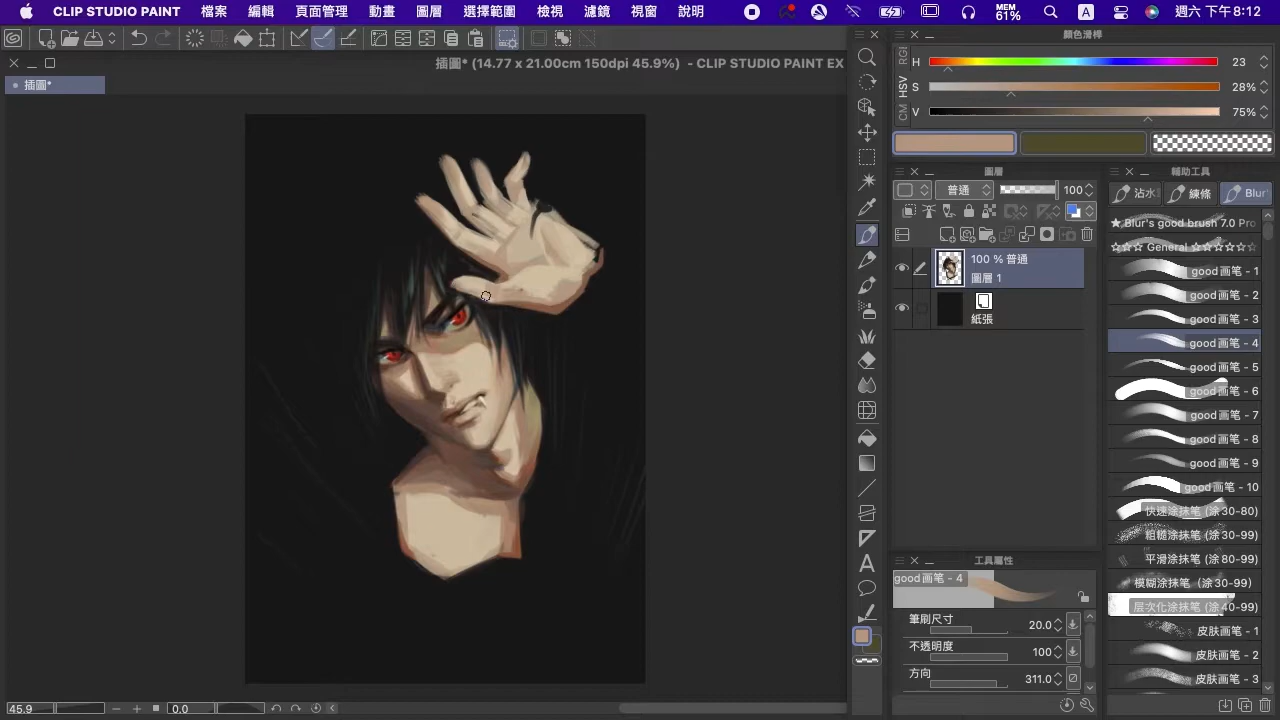 CLIP STUDIO PAINT 檔案 編輯 頁面管理 動畫 圖層 選擇範圍 檢視 濾鏡 視窗 說明 MEM 61% A 週六 下午8:12
插圖* (14.77 x 21.00cm 150dpi 45.9%) - CLIP STUDIO PAINT EX
插圖*
顏色滑桿
HSV
CM
H 23
S 28%
V 75%
圖層
普通 100
100 % 普通
圖層 1
紙張
工具屬性
good画笔 - 4
筆刷尺寸 20.0
不透明度 100
方向 311.0
輔助工具
沾水 練條 Blur
★Blur's good brush 7.0 Pro
☆☆☆ General ☆☆☆☆☆
good画笔 - 1
good画笔 - 2
good画笔 - 3
good画笔 - 4
good画笔 - 5
good画笔 - 6
good画笔 - 7
good画笔 - 8
good画笔 - 9
good画笔 - 10
快速涂抹笔 (涂30-80)
粗糙涂抹笔 (涂30-99)
平滑涂抹笔 (涂80-99)
模糊涂抹笔 (涂30-99)
层次化涂抹笔 (涂40-99)
皮肤画笔 - 1
皮肤画笔 - 2
皮肤画笔 - 3
45.9 0.0